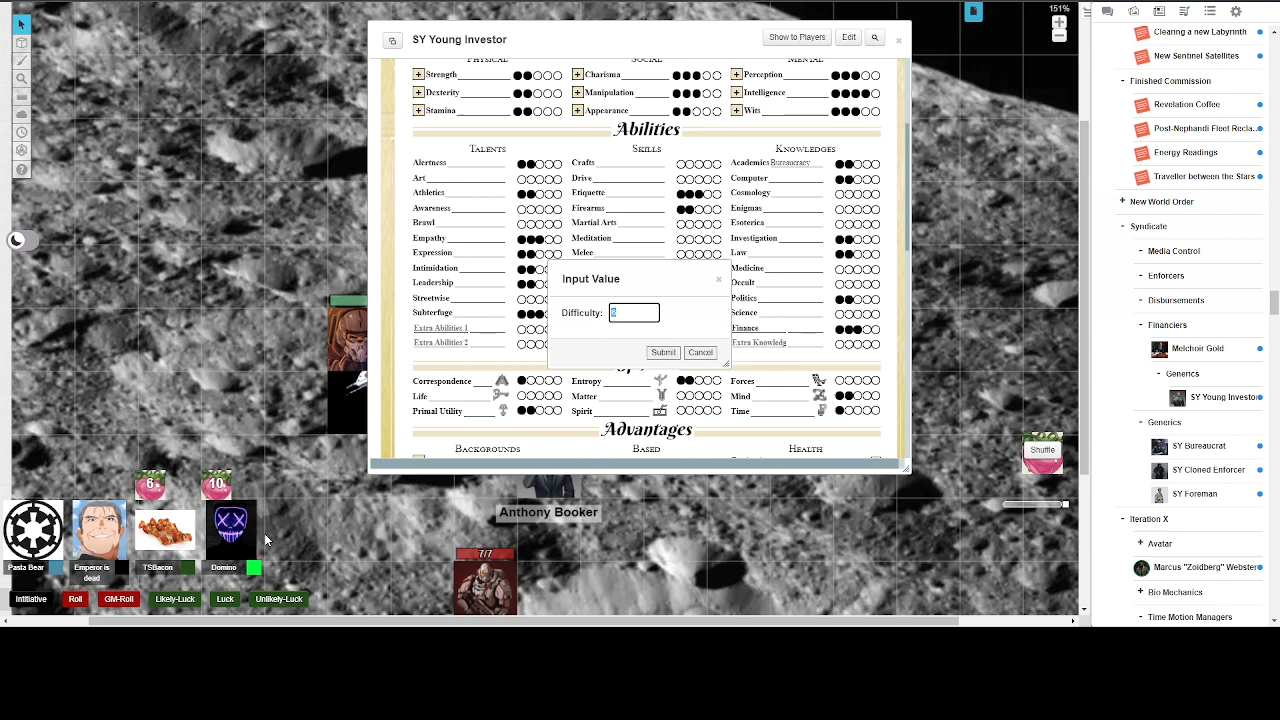 151%
SY Young Investor
Show to Players
Edit
PHYSICAL
SOCIAL
MENTAL
Strength
Charisma
Perception
Dexterity
Manipulation
Intelligence
Stamina
Appearance
Wits
Abilities
TALENTS
SKILLS
KNOWLEDGES
Alertness
Crafts
Academics Bureaucracy
Art
Drive
Computer
Athletics
Etiquette
Cosmology
Awareness
Firearms
Enigmas
Brawl
Martial Arts
Esoterica
Empathy
Meditation
Investigation
Expression
Melee
Law
Intimidation
Medicine
Leadership
Occult
Streetwise
Politics
Subterfuge
Science
Extra Abilities 1
Finance
Extra Abilities 2
Extra Knowledg
Input Value
Difficulty: 6
Submit
Cancel
Correspondence
Entropy
Forces
Life
Matter
Mind
Primal Utility
Spirit
Time
Advantages
BACKGROUNDS
BASED
HEALTH
Anthony Booker
7/7
6
10
Pasta Bear
Emperor is dead
TSBacon
Domino
Intitiative
Roll
GM-Roll
Likely-Luck
Luck
Unlikely-Luck
Shuffle
Clearing a new Labyrinth
New Sentinel Satellites
Finished Commission
Revelation Coffee
Post-Nephandi Fleet Recla...
Energy Readings
Traveller between the Stars
New World Order
Syndicate
Media Control
Enforcers
Disbursements
Financiers
Melchoir Gold
Generics
SY Young Investor
Generics
SY Bureaucrat
SY Cloned Enforcer
SY Foreman
Iteration X
Avatar
Marcus "Zoidberg" Webster
Bio Mechanics
Time Motion Managers